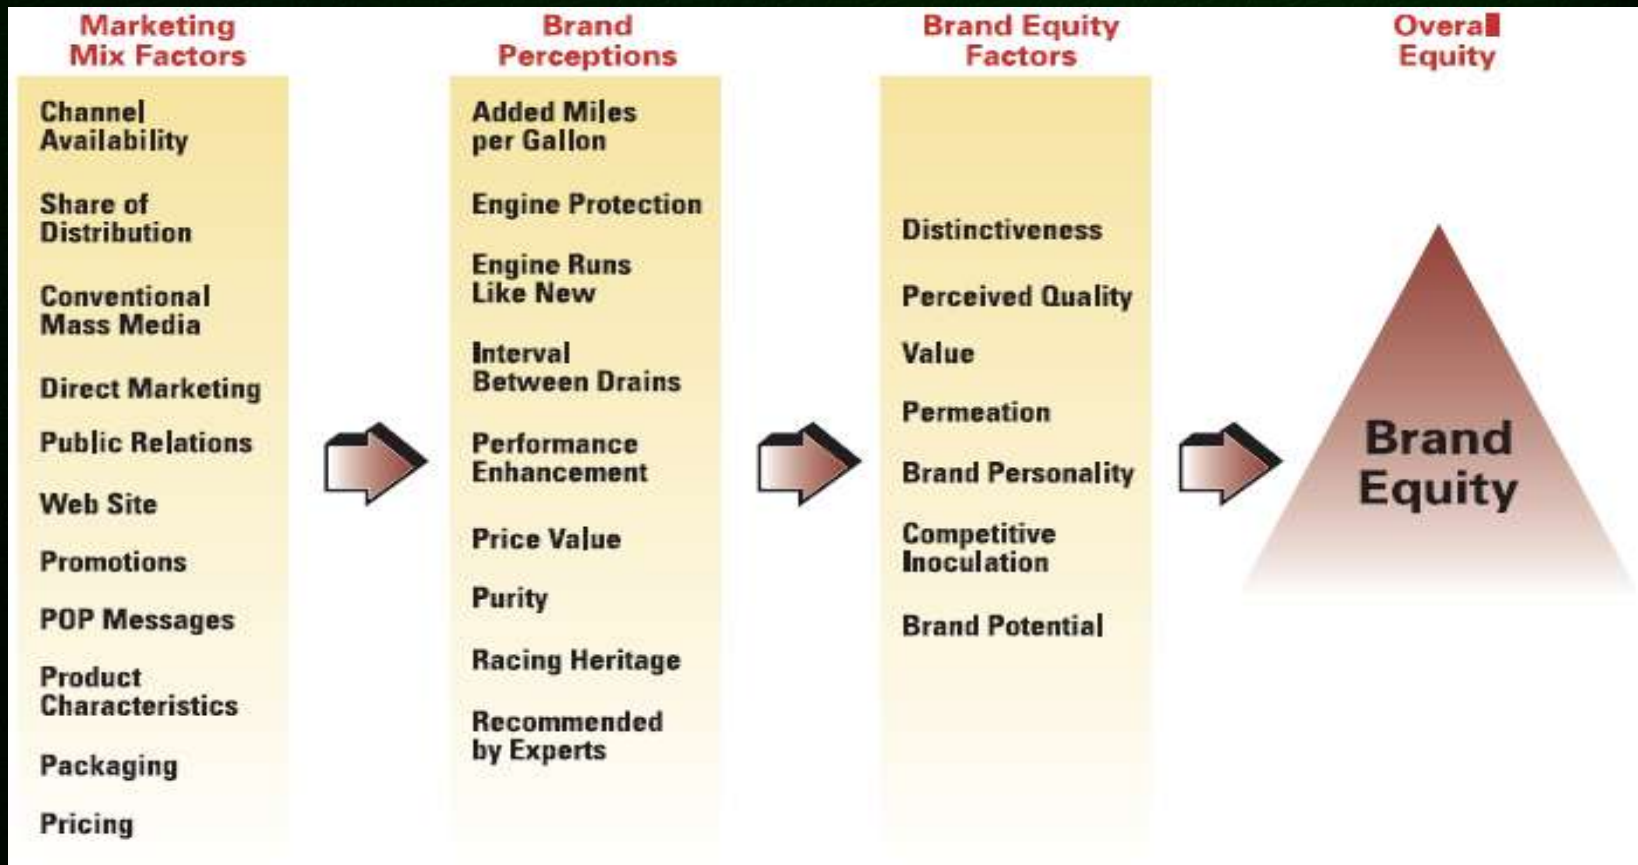 Marketing
Mix Factors
Channel
Availability
Share of
Distribution
Conventional
Mass Media
Direct Marketing
Public Relations
Web Site
Promotions
POP Messages
Product
Characteristics
Packaging
Pricing
Brand
Perceptions
Added Miles
per Gallon
Engine Protection
Engine Runs
Like New
Interval
Between Drains
Performance
Enhancement
Price Value
Purity
Racing Heritage
Recommended
by Experts
Brand Equity
Factors
Distinctiveness
Perceived Quality
Value
Permeation
Brand Personality
Competitive
Inoculation
Brand Potential
Overall
Equity
Brand
Equity